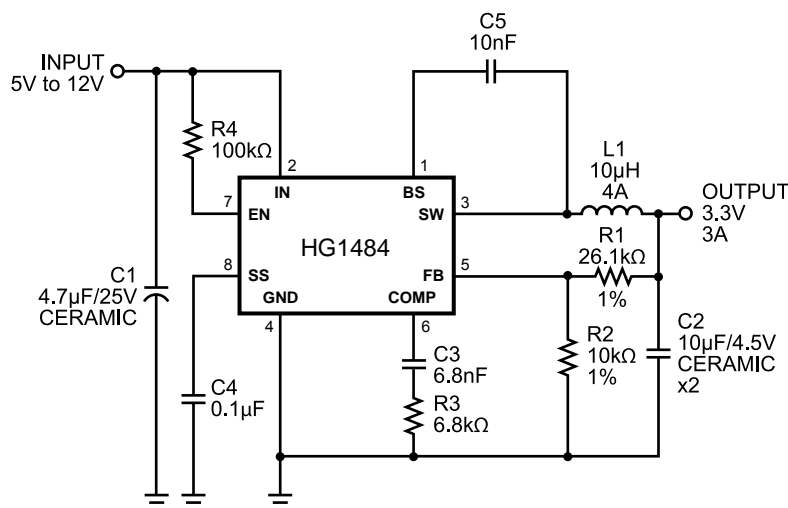 C5
10nF
INPUT
5V to 12V
R4
100kΩ
2
1
L1
10µH
4A
IN
BS
OUTPUT
3.3V
3A
7
EN
SW
3
HG1484
R1
26.1kΩ
1%
8
SS
FB
5
C1
4.7µF/25V
CERAMIC
GND
COMP
4
6
C2
10µF/4.5V
CERAMIC
x2
R2
10kΩ
1%
C3
6.8nF
C4
0.1µF
R3
6.8kΩ